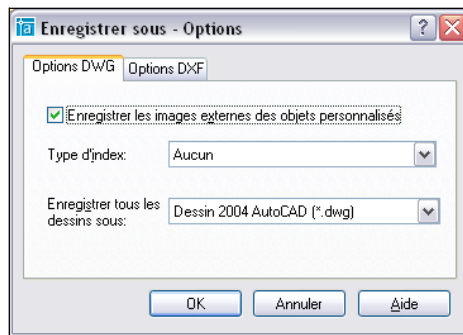 Enregistrer sous - Options
Options DWG
Options DXF
Enregistrer les images externes des objets personnalisés
Type d'index: Aucun
Enregistrer tous les
dessins sous: Dessin 2004 AutoCAD (*.dwg)
OK Annuler Aide